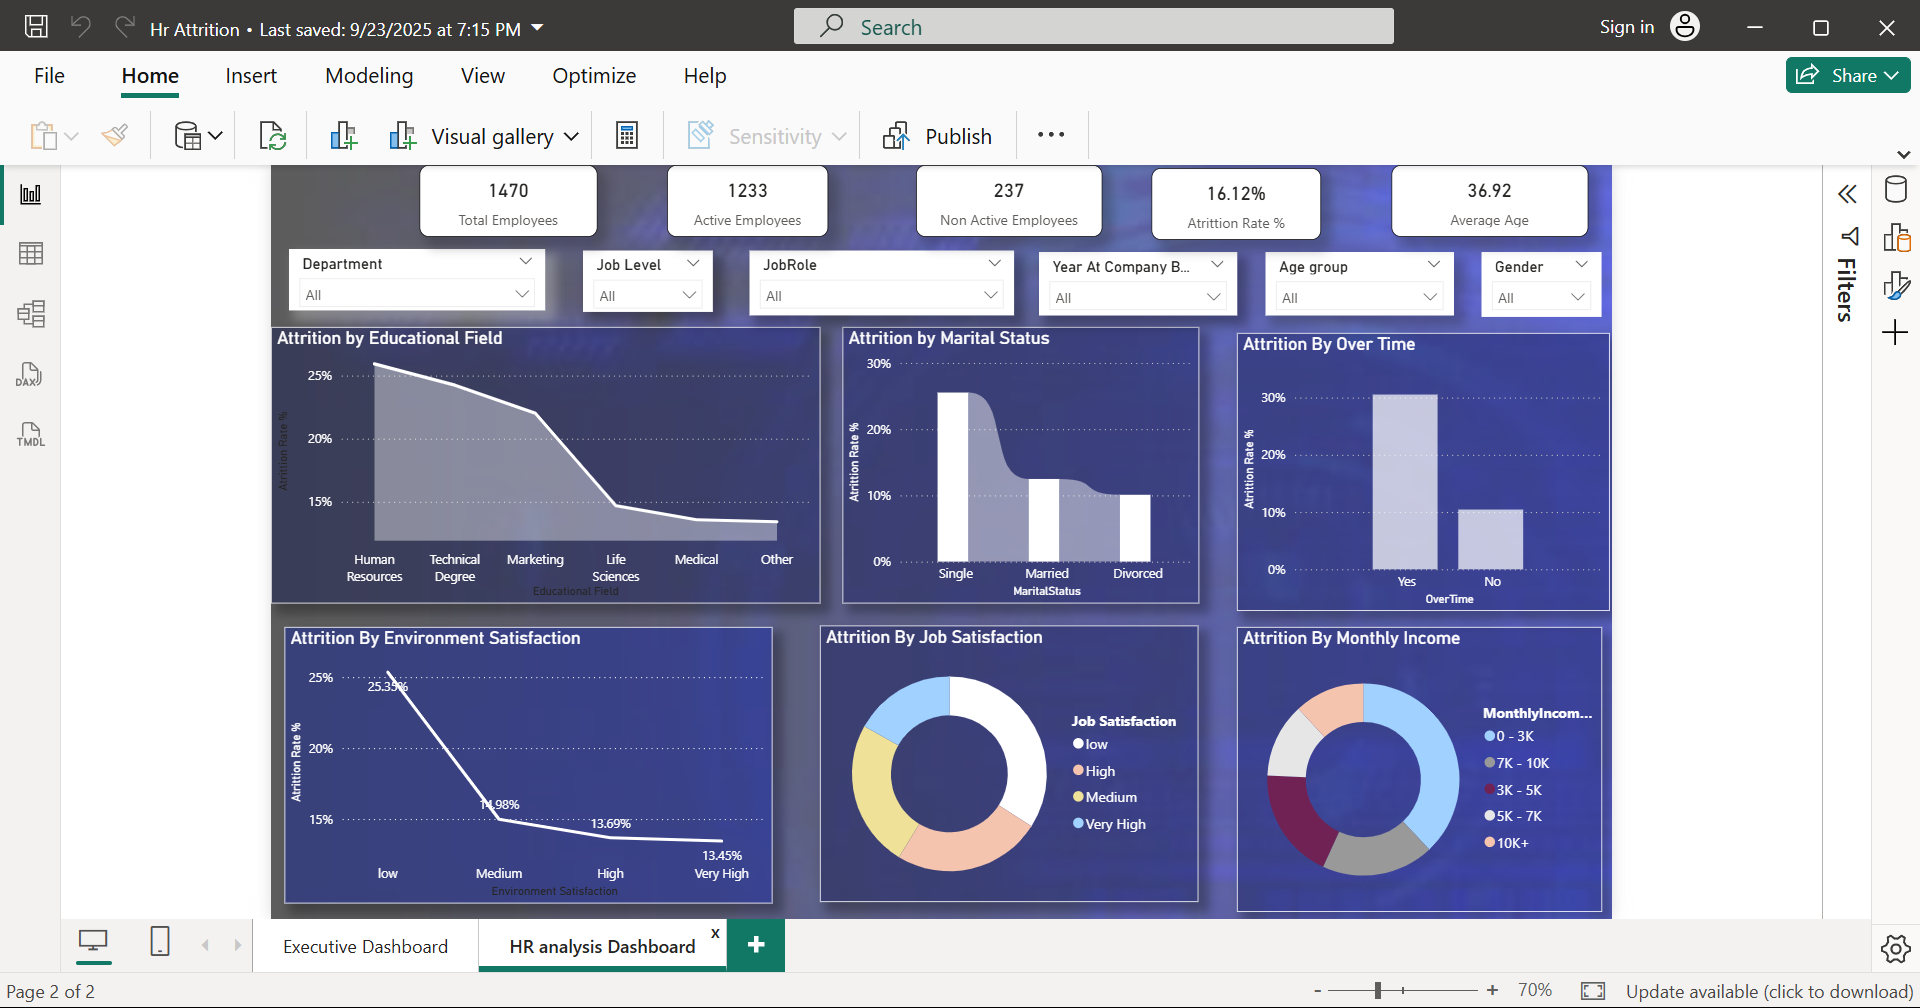 Hr Attrition • Last saved: 9/23/2025 at 7:15 PM
Search
Sign in
File Home Insert Modeling View Optimize Help
Share
Visual gallery
Sensitivity
Publish
1470
Total Employees
1233
Active Employees
237
Non Active Employees
16.12%
Atrittion Rate %
36.92
Average Age
Department
All
Job Level
All
JobRole
All
Year At Company B...
All
Age group
All
Gender
All
Filters
DAX
TMDL
Attrition by Educational Field
Atrittion Rate %
25%
20%
15%
Human Resources
Technical Degree
Marketing
Life Sciences
Medical
Other
Educational Field
Attrition by Marital Status
Atrittion Rate %
30%
20%
10%
0%
Single
Married
Divorced
MaritalStatus
Attrition By Over Time
Atrittion Rate %
30%
20%
10%
0%
Yes
No
OverTime
Attrition By Environment Satisfaction
Atrittion Rate %
25%
20%
15%
25.35%
14.98%
13.69%
13.45%
low
Medium
High
Very High
Environment Satisfaction
Attrition By Job Satisfaction
Job Satisfaction
low
High
Medium
Very High
Attrition By Monthly Income
MonthlyIncom...
0 - 3K
7K - 10K
3K - 5K
5K - 7K
10K+
Executive Dashboard
HR analysis Dashboard
x
Page 2 of 2
70%
Update available (click to download)